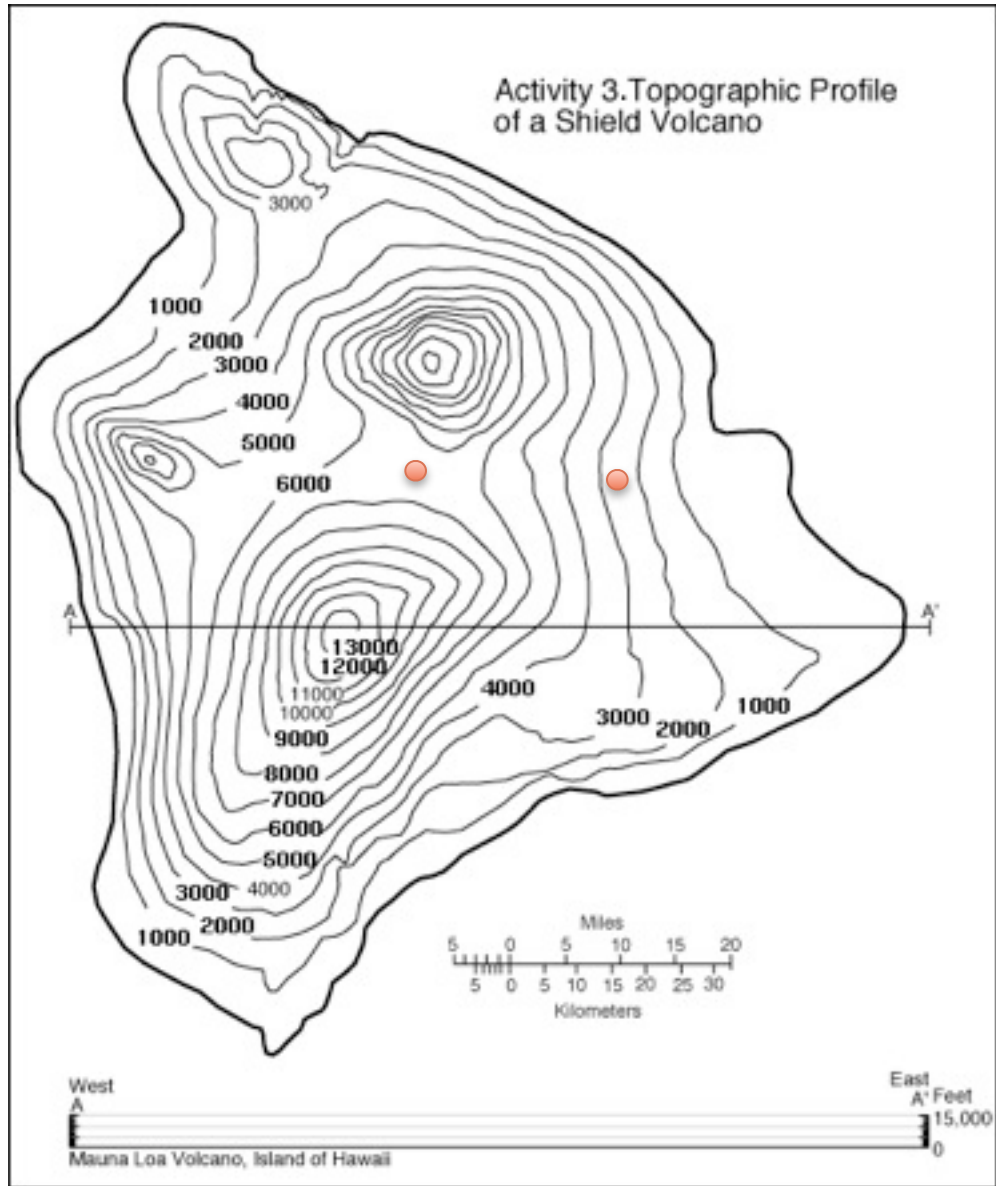 Activity 3.Topographic Profile
of a Shield Volcano
3000
1000
2000
3000
4000
5000
6000
A
A'
13000
12000
11000
10000
9000
8000
7000
6000
5000
4000
3000
2000
1000
4000
3000
2000
1000
Miles
5 0 5 10 15 20
5 0 5 10 15 20 25 30
Kilometers
West
A
East
A' Feet
15,000
0
Mauna Loa Volcano, Island of Hawaii